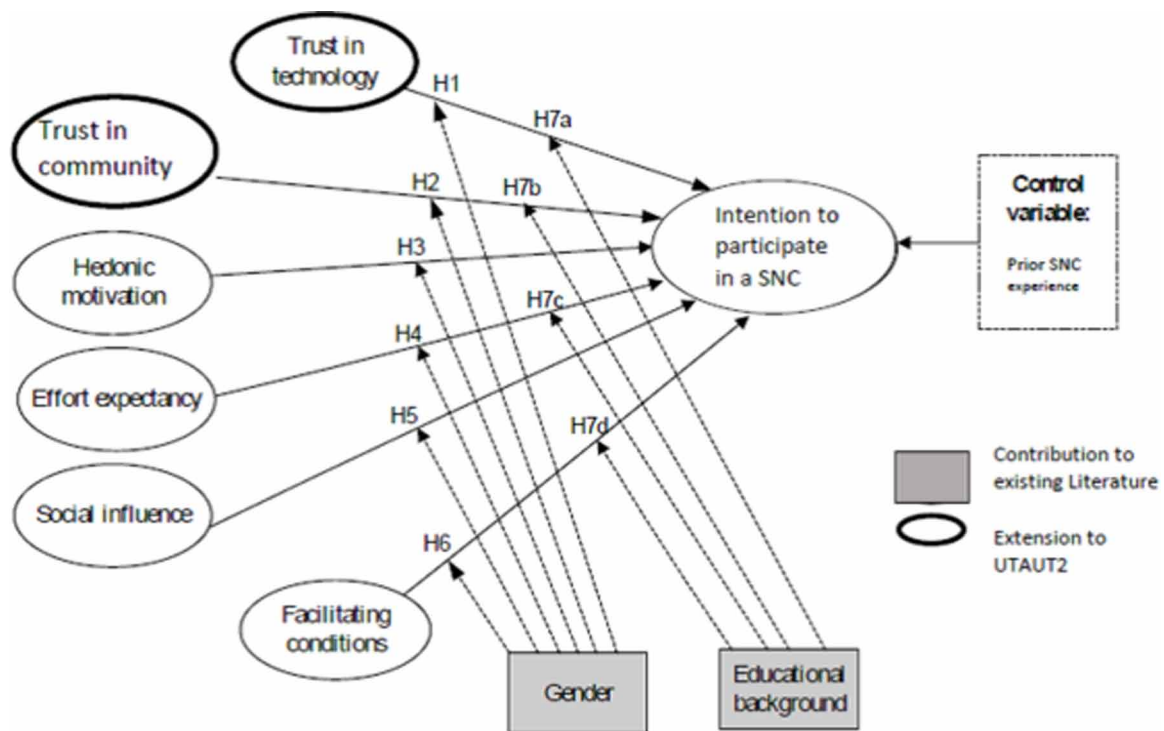 Trust in
technology
H1
H7a
Trust in
community
H2
H7b
Intention to
participate
in a SNC
Control
variable:
Prior SNC
experience
Hedonic
motivation
H3
H7c
Effort expectancy
H4
H5
H7d
Social influence
H6
Facilitating
conditions
Gender
Educational
background
Contribution to
existing Literature
Extension to
UTAUT2